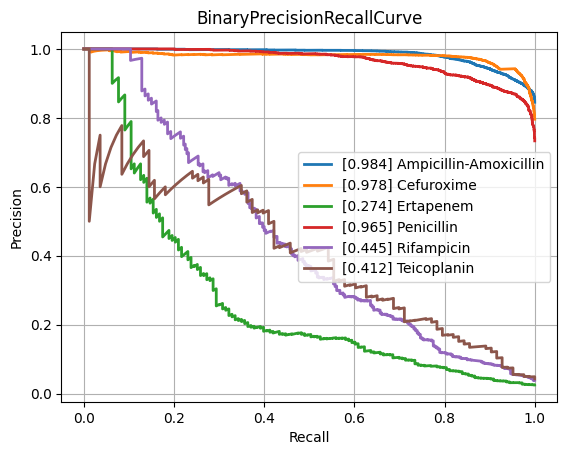 BinaryPrecisionRecallCurve
1.0
0.8
0.6
0.4
0.2
0.0
Precision
[0.984] Ampicillin-Amoxicillin
[0.978] Cefuroxime
[0.274] Ertapenem
[0.965] Penicillin
[0.445] Rifampicin
[0.412] Teicoplanin
0.0 0.2 0.4 0.6 0.8 1.0
Recall